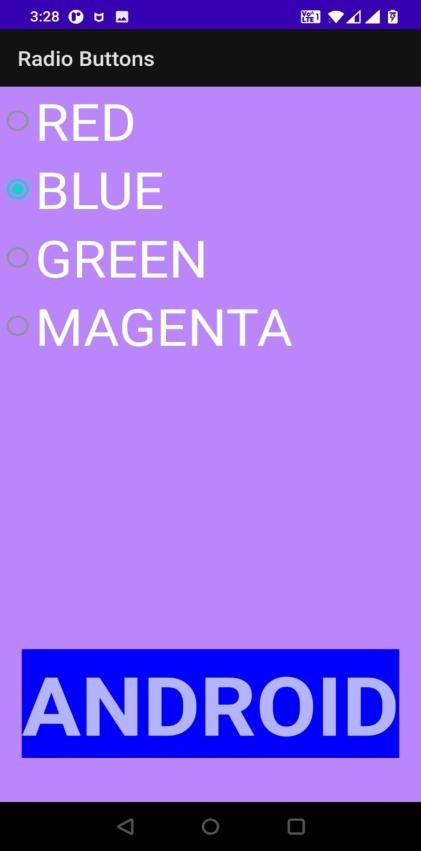 3:28
Radio Buttons
RED
BLUE
GREEN
MAGENTA
ANDROID